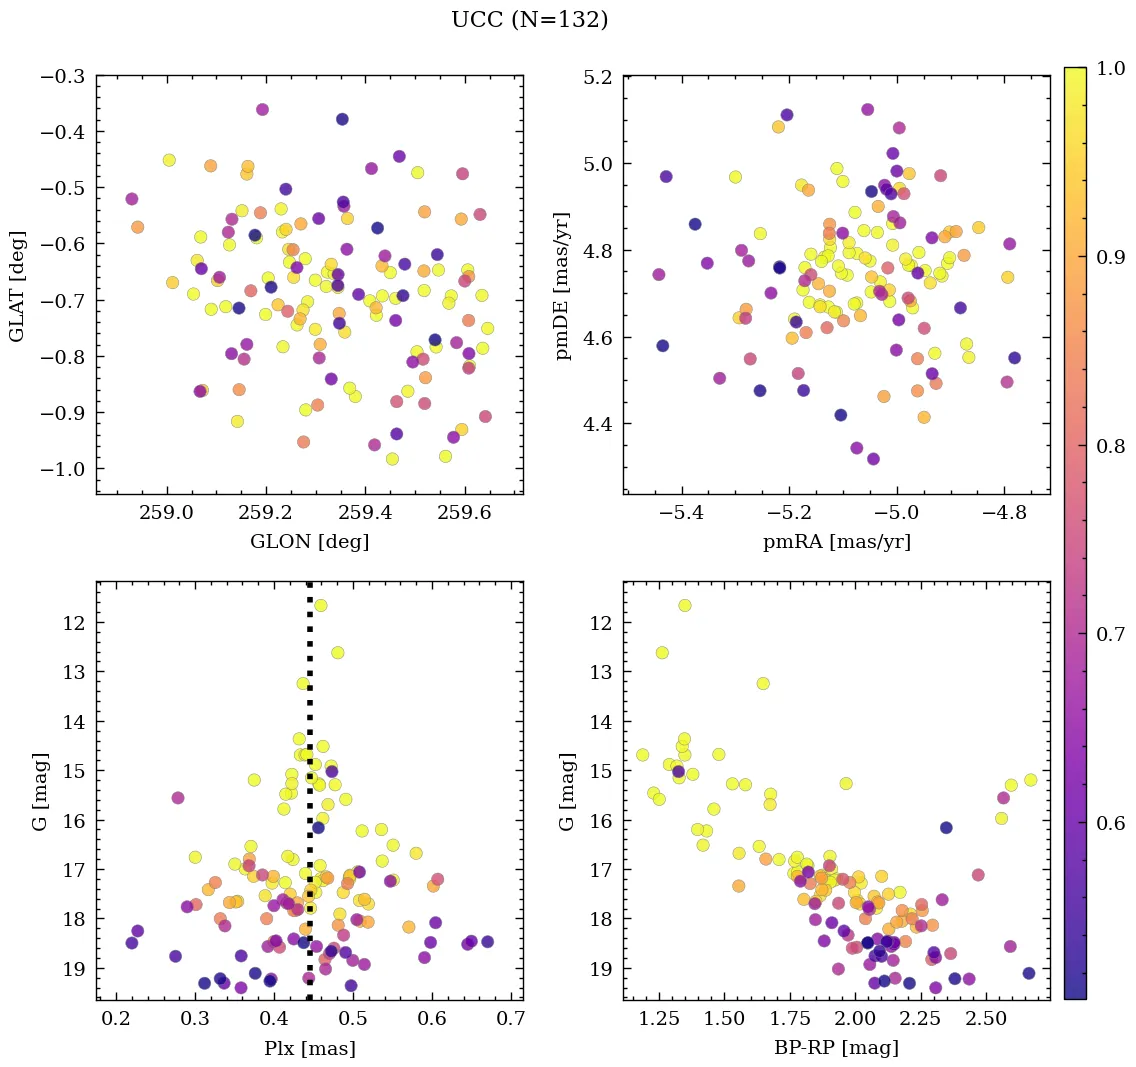 UCC (N=132)
−0.3
−0.4
−0.5
−0.6
−0.7
−0.8
−0.9
−1.0
GLAT [deg]
259.0 259.2 259.4 259.6
GLON [deg]
5.2
5.0
4.8
4.6
4.4
pmDE [mas/yr]
−5.4 −5.2 −5.0 −4.8
pmRA [mas/yr]
12
13
14
15
16
17
18
19
G [mag]
0.2 0.3 0.4 0.5 0.6 0.7
Plx [mas]
12
13
14
15
16
17
18
19
G [mag]
1.25 1.50 1.75 2.00 2.25 2.50
BP-RP [mag]
1.0
0.9
0.8
0.7
0.6